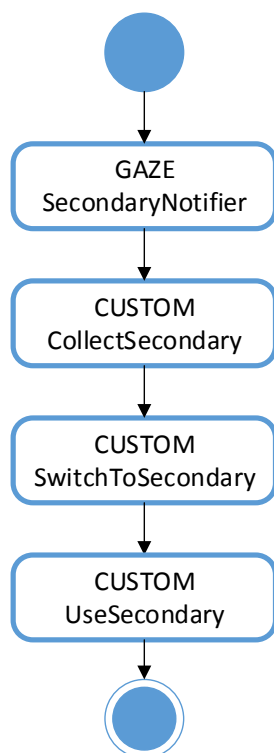 GAZE
SecondaryNotifier
CUSTOM
CollectSecondary
CUSTOM
SwitchToSecondary
CUSTOM
UseSecondary